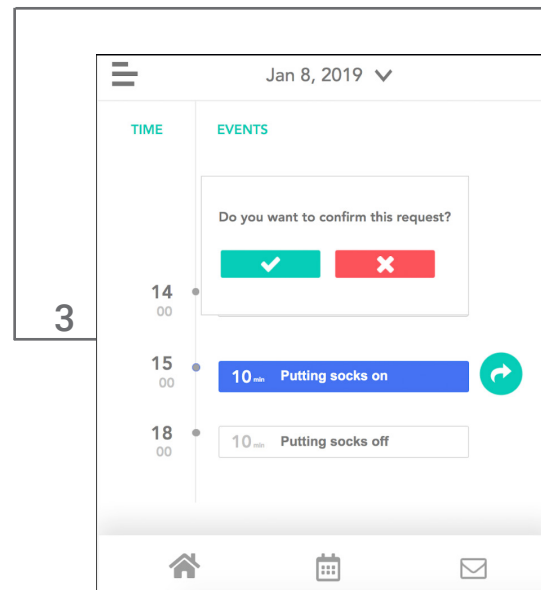 Jan 8, 2019
TIME EVENTS
Do you want to confirm this request?
14
00
3
15
00
10 min Putting socks on
18
00
10 min Putting socks off